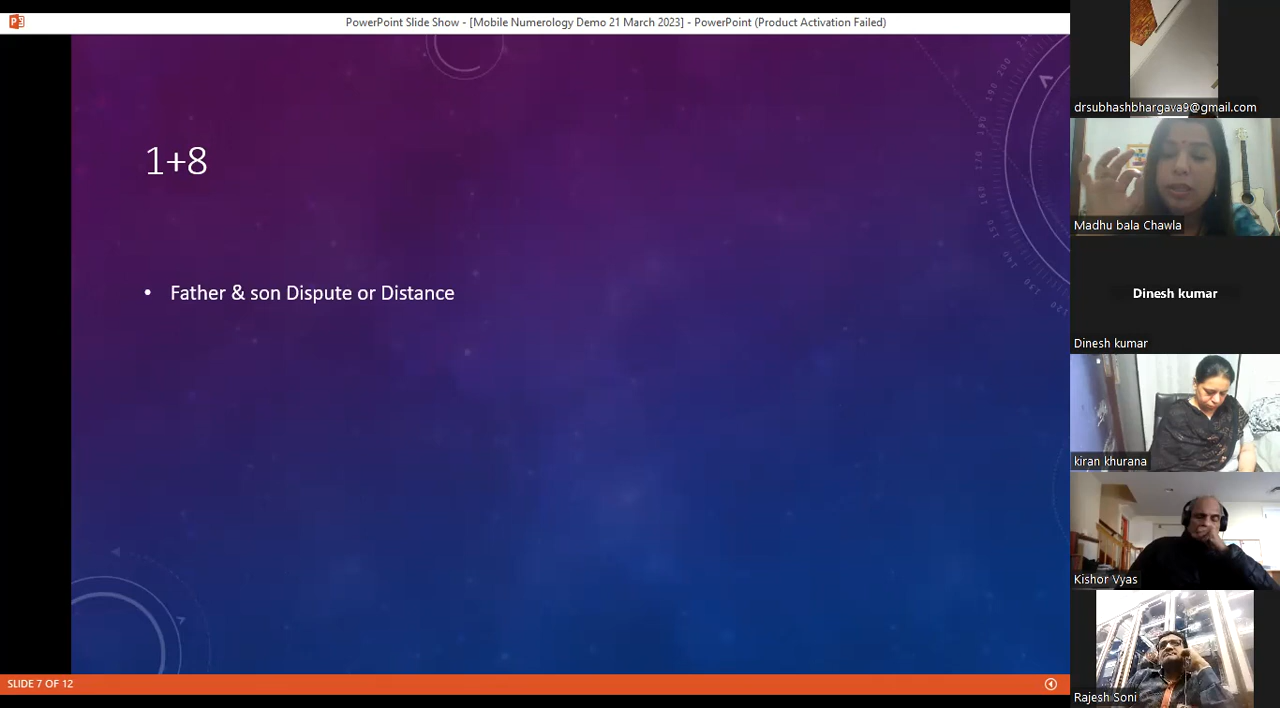 PowerPoint Slide Show - [Mobile Numerology Demo 21 March 2023] - PowerPoint (Product Activation Failed)
1+8
• Father & son Dispute or Distance
SLIDE 7 OF 12
drsubhashbhargava9@gmail.com
Madhu bala Chawla
Dinesh kumar
Dinesh kumar
kiran khurana
Kishor Vyas
Rajesh Soni